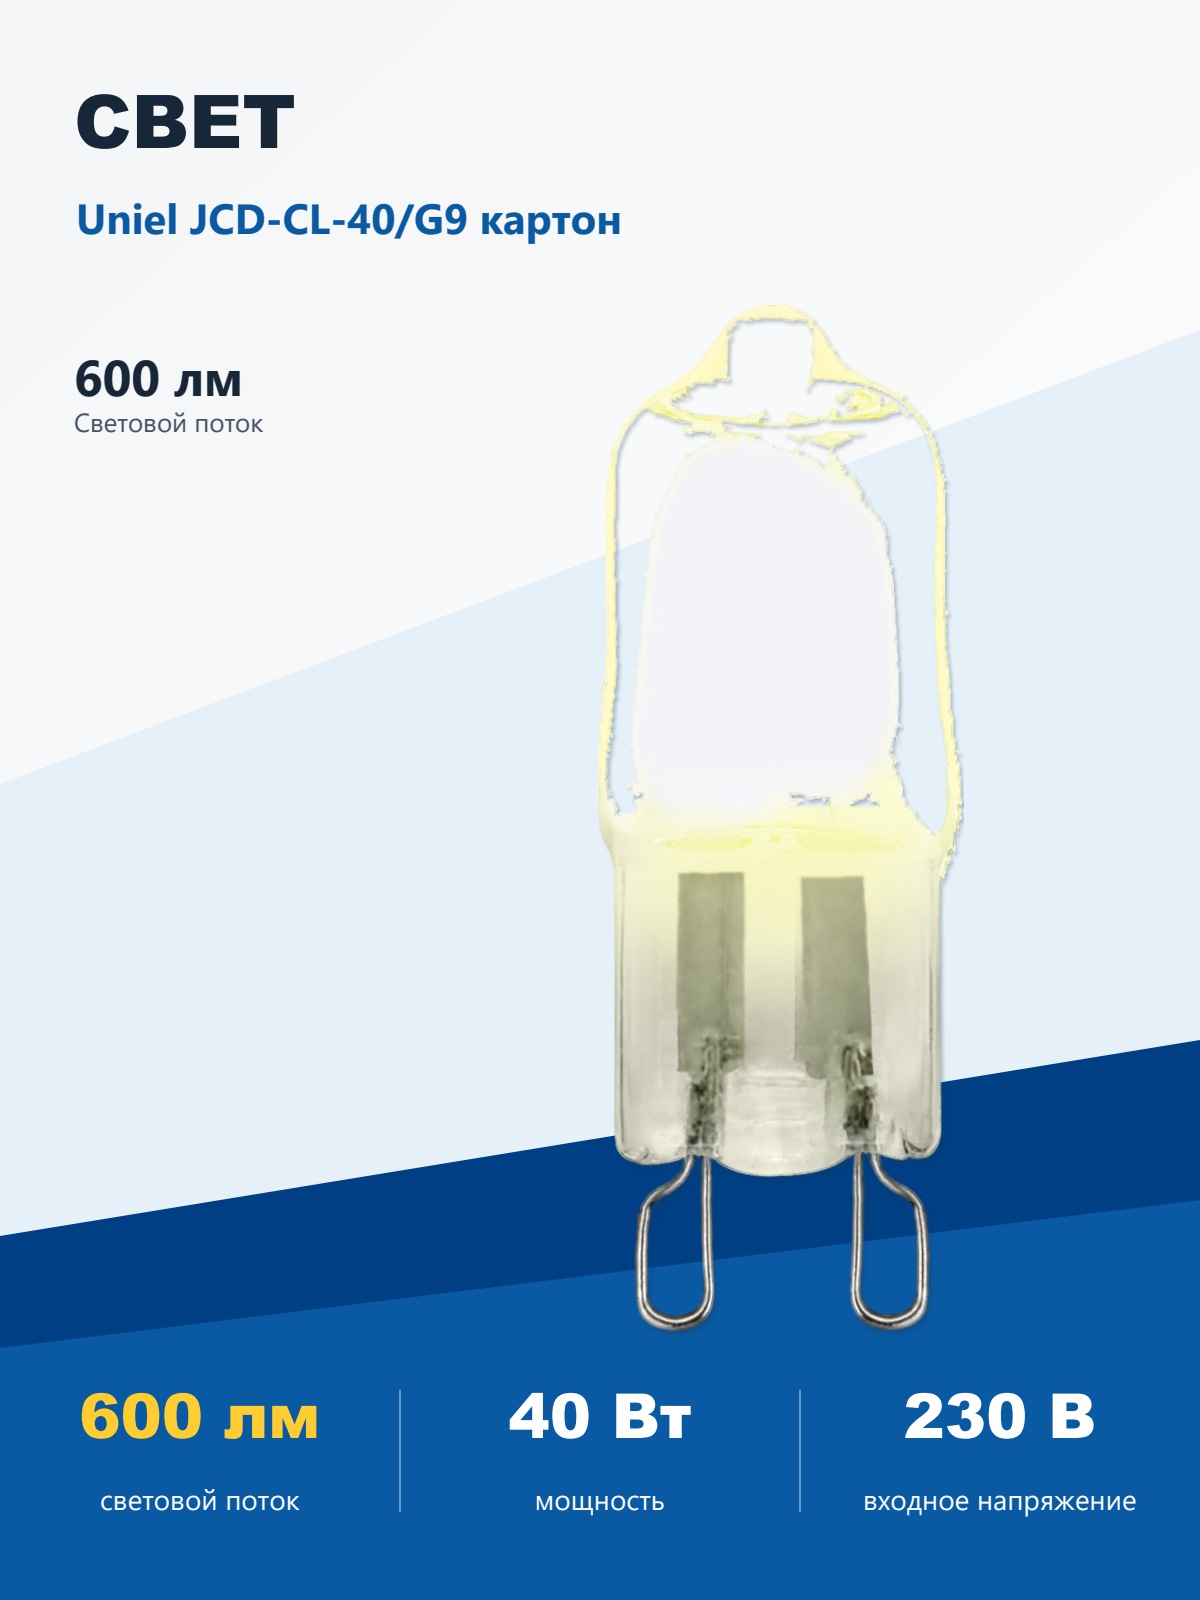 СВЕТ
Uniel JCD-CL-40/G9 картон
600 лм
Световой поток
600 лм
световой поток
40 Вт
мощность
230 В
входное напряжение